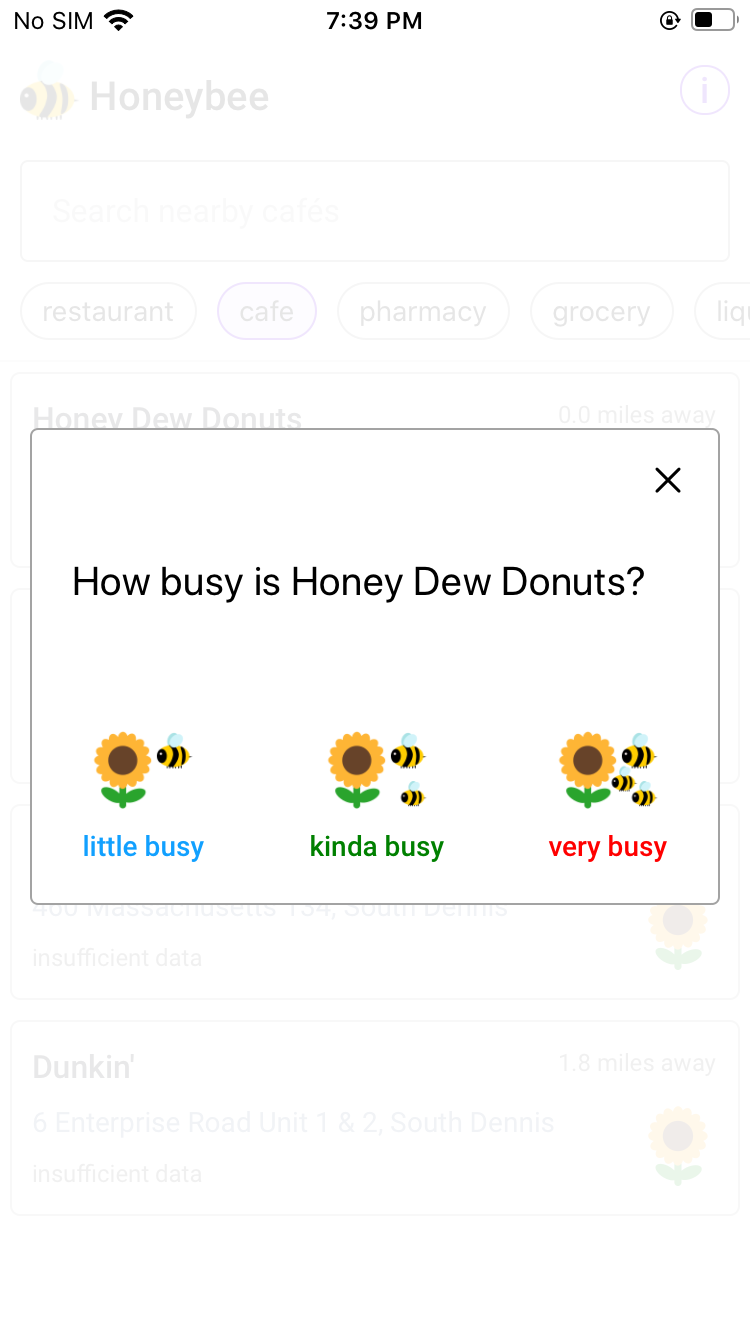 No SIM 7:39 PM
Honeybee
i
Search nearby cafés
restaurant cafe pharmacy grocery liqu
Honey Dew Donuts 0.0 miles away
How busy is Honey Dew Donuts?
little busy kinda busy very busy
460 Massachusetts 134, South Dennis
insufficient data
Dunkin' 1.8 miles away
6 Enterprise Road Unit 1 & 2, South Dennis
insufficient data